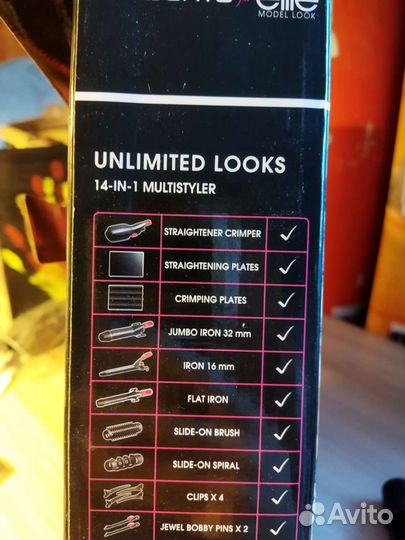 elite
MODEL LOOK
UNLIMITED LOOKS
14-IN-1 MULTISTYLER
STRAIGHTENER CRIMPER
STRAIGHTENING PLATES
CRIMPING PLATES
JUMBO IRON 32 mm
IRON 16 mm
FLAT IRON
SLIDE-ON BRUSH
SLIDE-ON SPIRAL
CLIPS X 4
JEWEL BOBBY PINS X 2
Avito